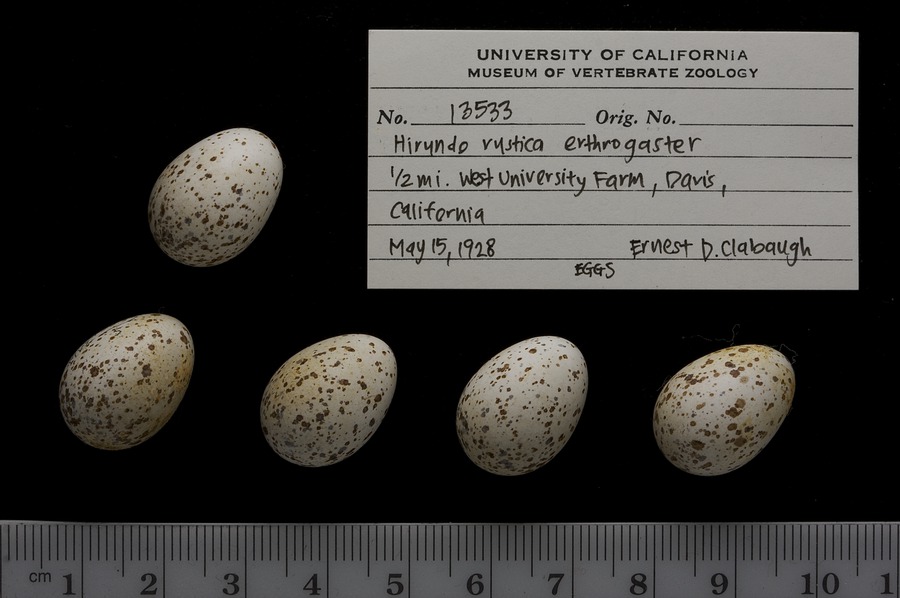 UNIVERSITY OF CALIFORNIA
MUSEUM OF VERTEBRATE ZOOLOGY
No. 13533 Orig. No.
Hirundo rustica erthrogaster
1/2 mi. West University Farm, Davis,
California
May 15, 1928 Ernest D. Clabaugh
EGGS
cm 1 2 3 4 5 6 7 8 9 10 1